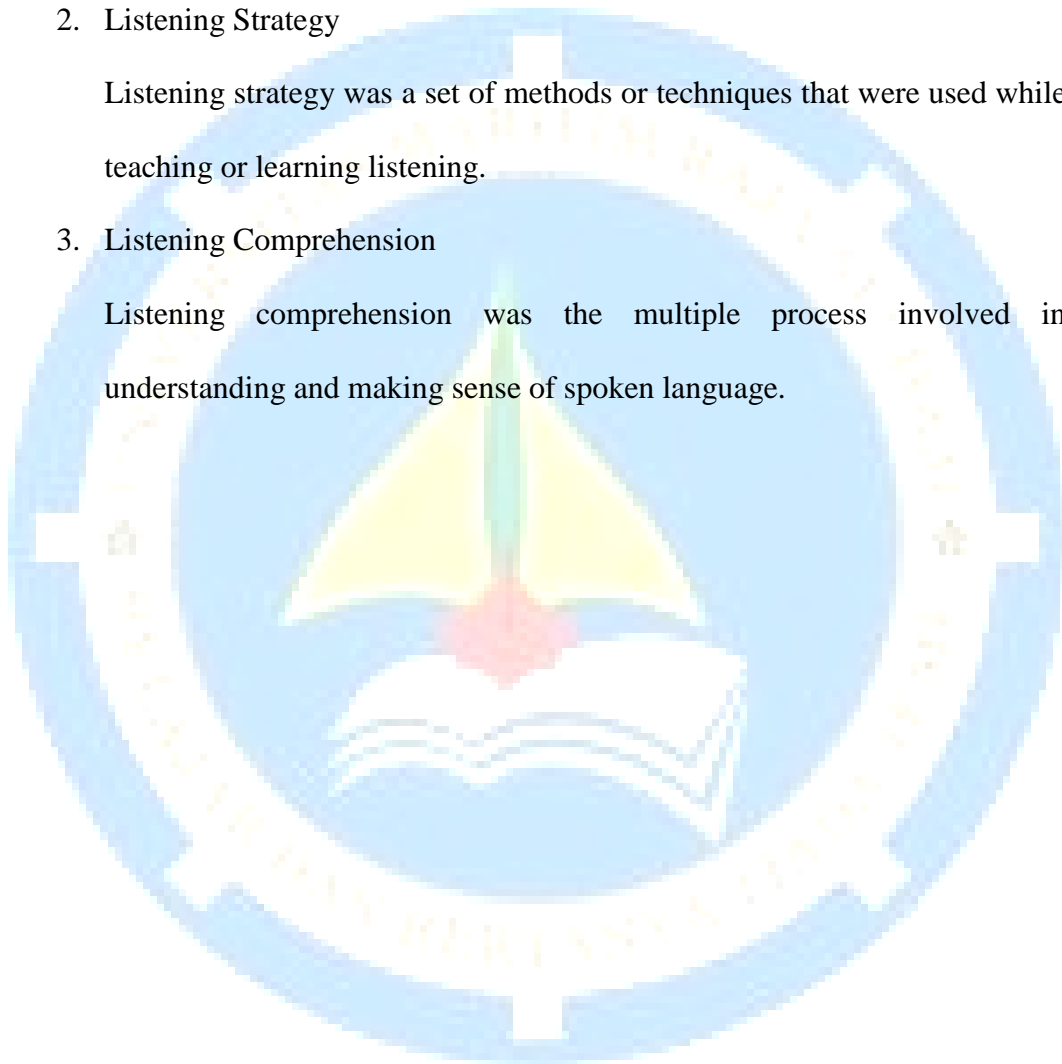 2. Listening Strategy
Listening strategy was a set of methods or techniques that were used while
teaching or learning listening.
3. Listening Comprehension
Listening comprehension was the multiple process involved in
understanding and making sense of spoken language.